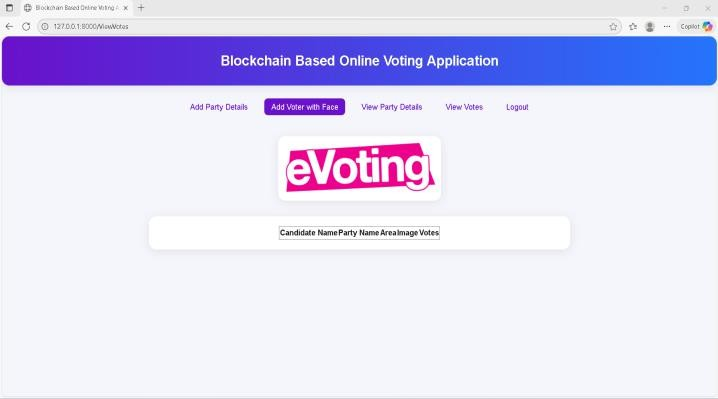 Blockchain Based Online Voting A
127.0.0.1:8000/ViewVotes
Copilot
Blockchain Based Online Voting Application
Add Party Details Add Voter with Face View Party Details View Votes Logout
eVoting
Candidate Name Party Name Area Image Votes